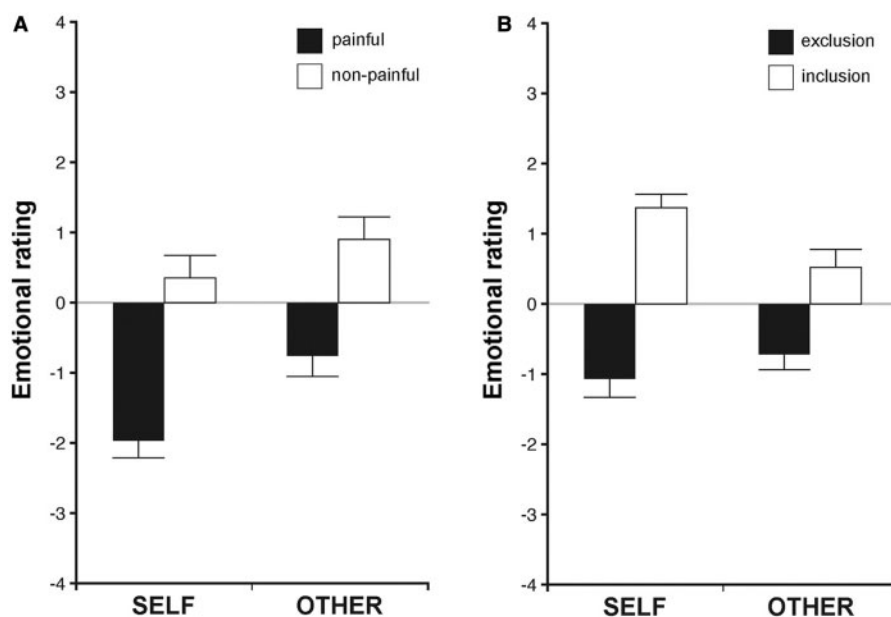 A
painful
non-painful
Emotional rating
4
3
2
1
0
-1
-2
-3
-4
SELF
OTHER
B
exclusion
inclusion
Emotional rating
4
3
2
1
0
-1
-2
-3
-4
SELF
OTHER